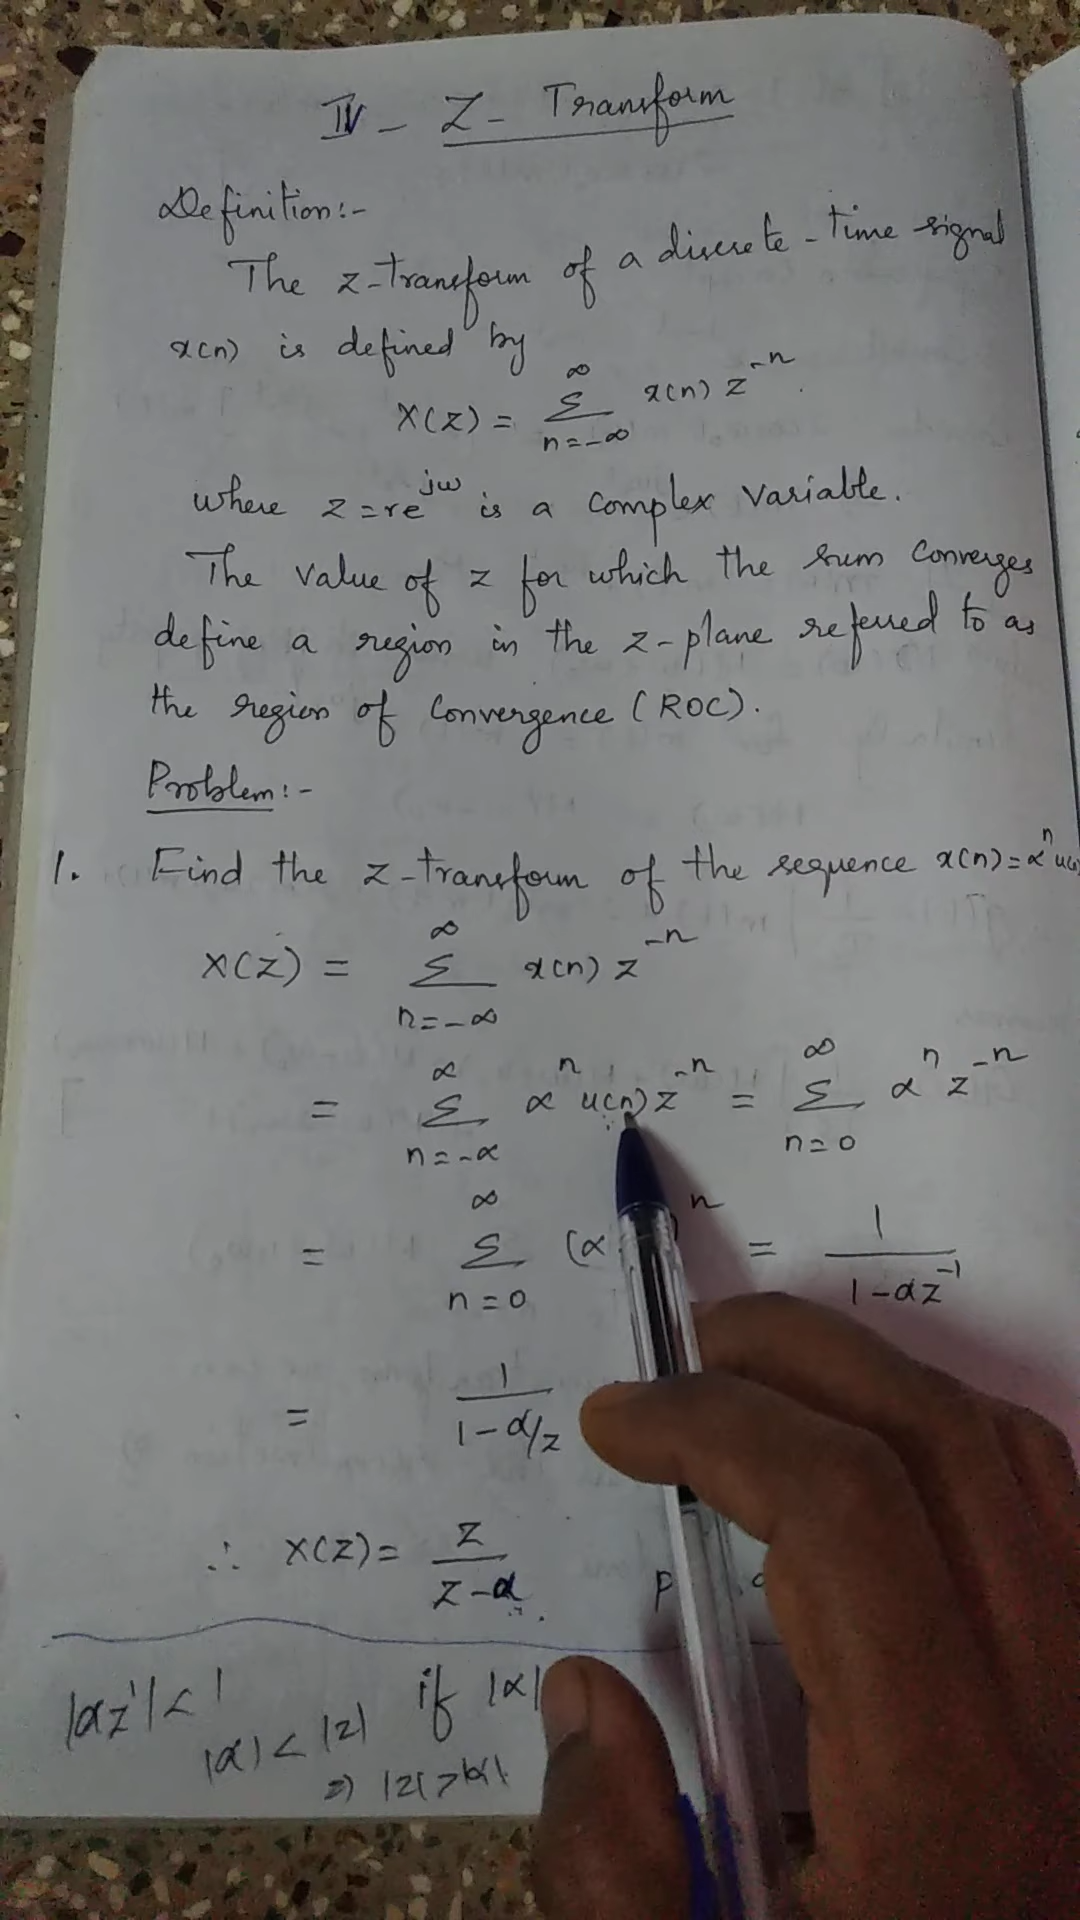 IV - Z - Transform
Definition:-
The z-transform of a discrete-time signal
x(n) is defined by
X(z) = Σ_{n=-∞}^{∞} x(n) z^{-n}.
where z = re^{jω} is a complex variable.
The value of z for which the sum converges
define a region in the z-plane referred to as
the region of convergence (ROC).
Problem:-
1. Find the z-transform of the sequence x(n) = α^n
X(z) = Σ_{n=-∞}^{∞} x(n) z^{-n}
= Σ_{n=-α}^{α} α^n u(n) z^{-n} = Σ_{n=0}^{∞} α^n z^{-n}
= Σ_{n=0}^{∞} (α )^n = 1/(1-αz^{-1})
= 1/(1-α/z)
∴ X(z) = z/(z-α).
|αz^{-1}| < 1 if |α|
|α| < |z|
⇒ |z| > |α|